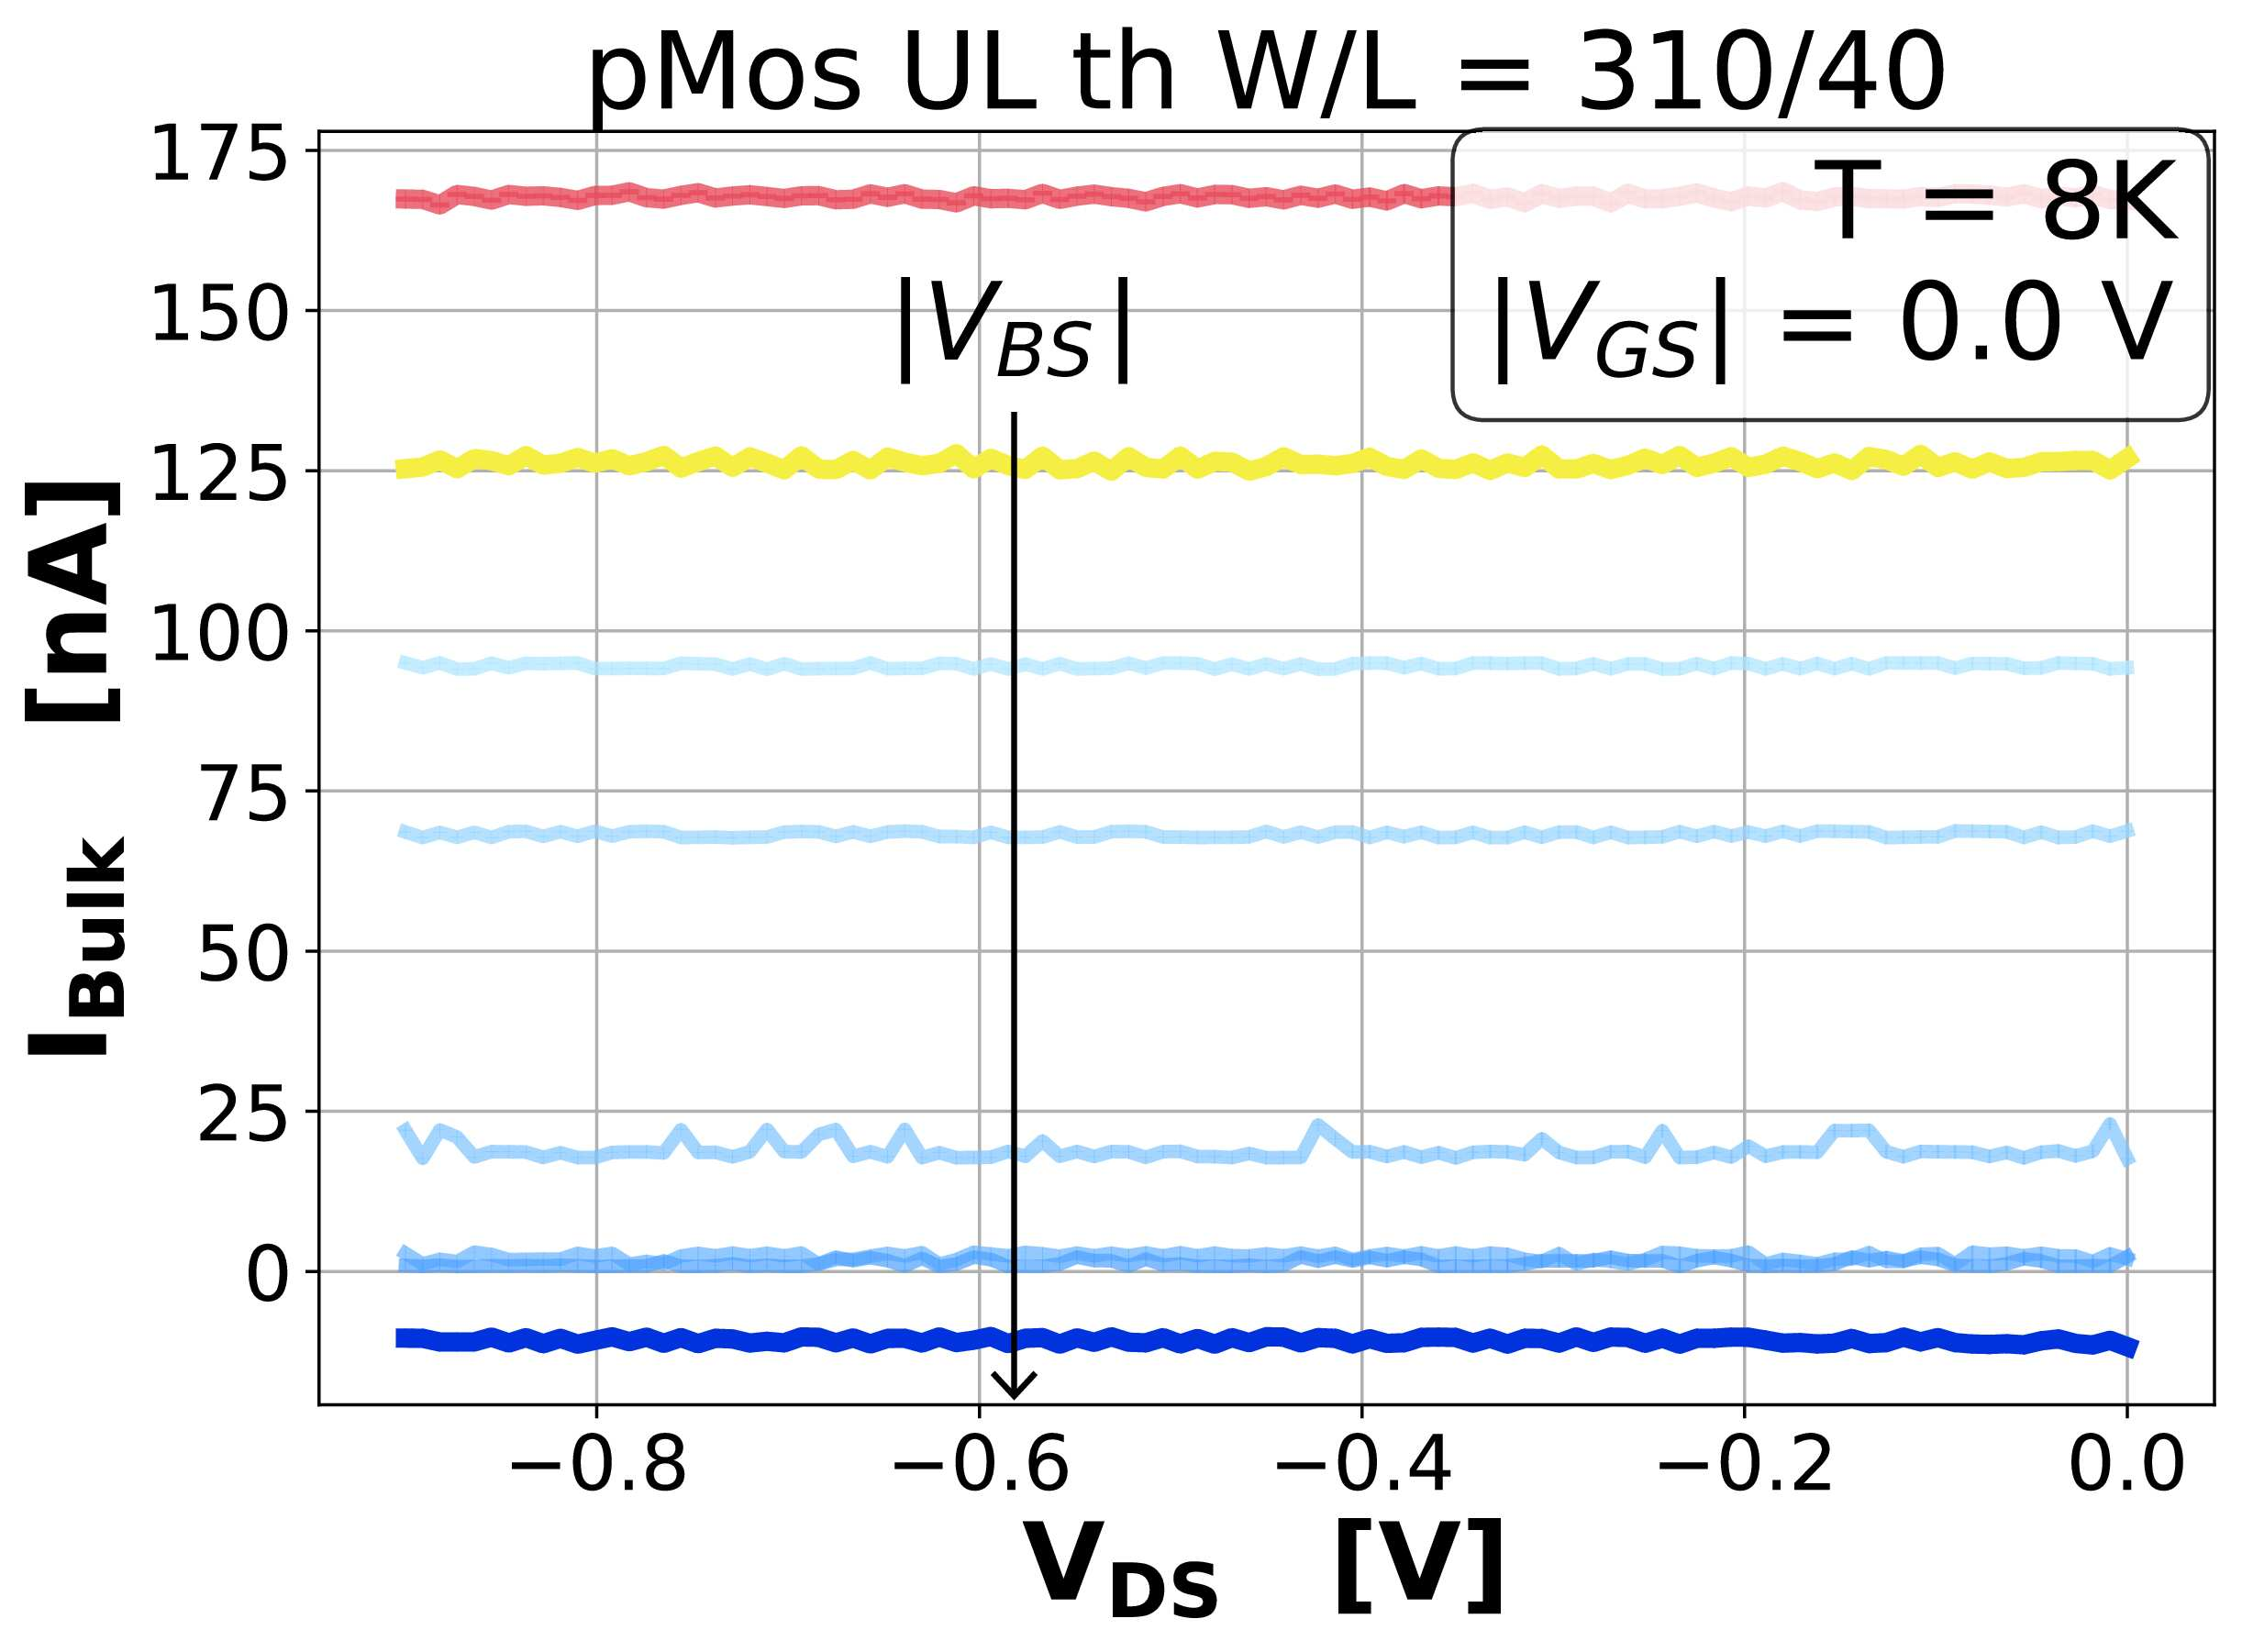 pMos UL th W/L = 310/40
T = 8K
|V_GS| = 0.0 V
|V_BS|
I_Bulk [nA]
175
150
125
100
75
50
25
0
−0.8 −0.6 −0.4 −0.2 0.0
V_DS [V]